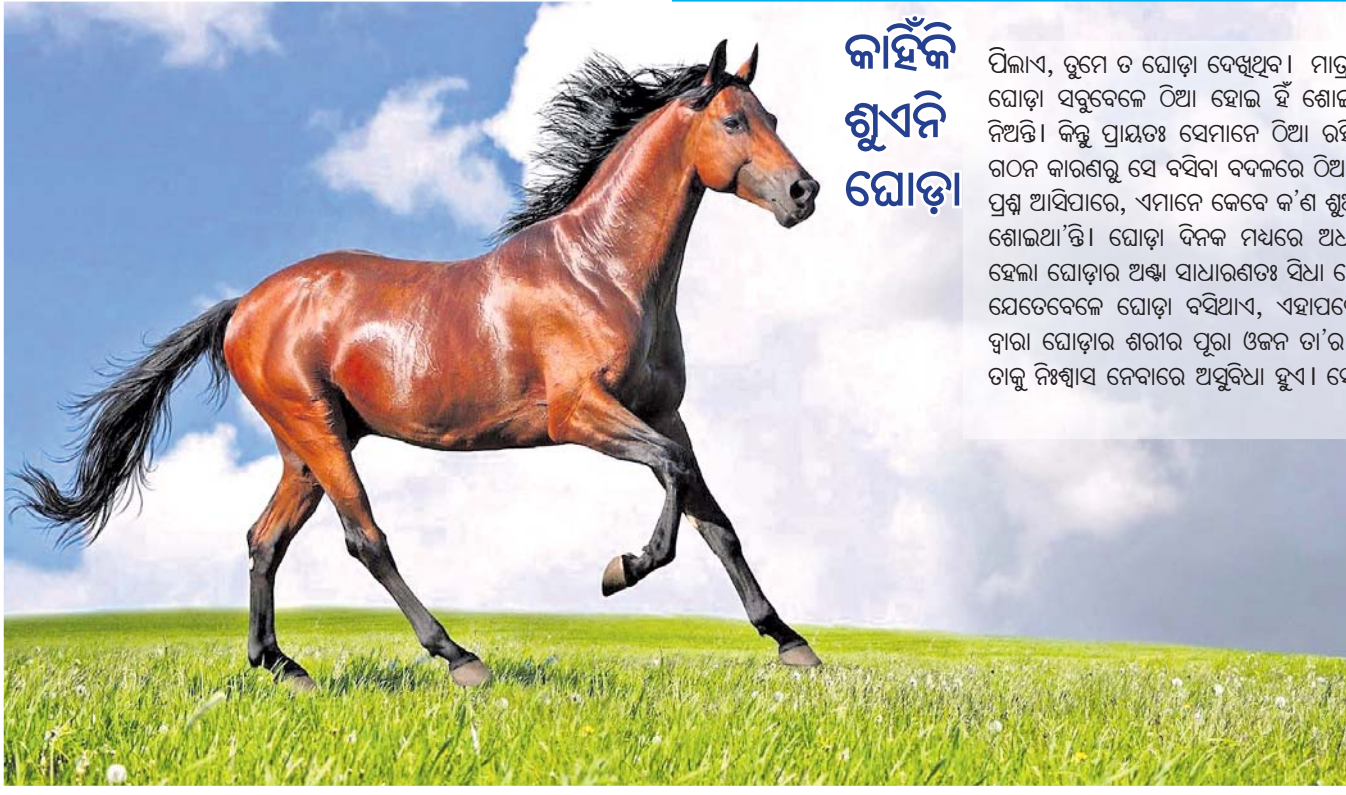 କାହିଁକି
ଶୁଏନି
ଘୋଡ଼ା
ପିଲାଏ, ତୁମେ ତ ଘୋଡ଼ା ଦେଖିଥିବ। ମାତ୍ର
ଘୋଡ଼ା ସବୁବେଳେ ଠିଆ ହୋଇ ହିଁ
ନିଅନ୍ତି। କିନ୍ତୁ ପ୍ରାୟତଃ ସେମାନେ ଠିଆ
ଗଠନ କାରଣରୁ ସେ ବସିବା ବଦଳରେ ଠିଆ
ପ୍ରଶ୍ନ ଆସିପାରେ, ଏମାନେ କେବେ କ'ଣ
ଶୋଇଥା'ନ୍ତି। ଘୋଡ଼ା ଦିନକ ମଧ୍ୟରେ
ହେଲା ଘୋଡ଼ାର ଅଣ୍ଟା ସାଧାରଣତଃ ସିଧା
ଯେତେବେଳେ ଘୋଡ଼ା ବସିଥାଏ,
ଦ୍ୱାରା ଘୋଡ଼ାର ଶରୀର ପୂରା ଓଜନ ତା'ର
ତାକୁ ନିଃଶ୍ୱାସ ନେବାରେ ଅସୁବିଧା ହୁଏ।